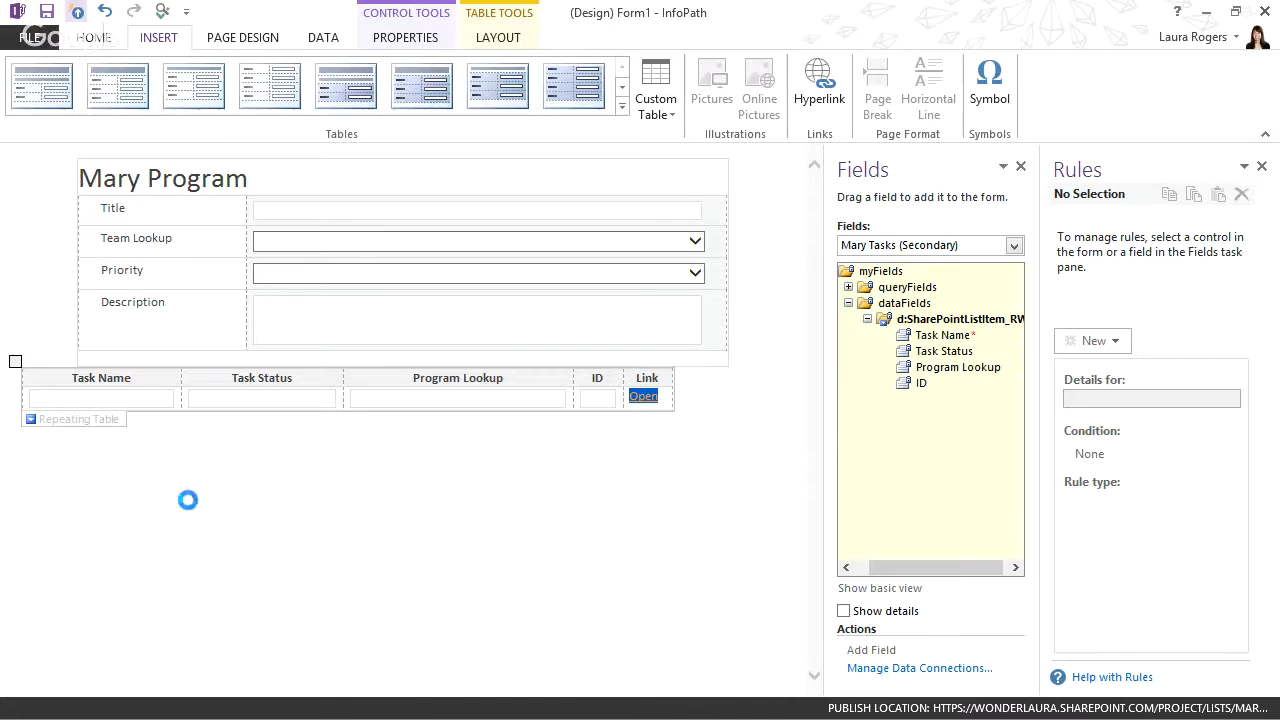 CONTROL TOOLS
TABLE TOOLS
(Design) Form1 - InfoPath
FILE
HOME
INSERT
PAGE DESIGN
DATA
PROPERTIES
LAYOUT
Laura Rogers
Google
Custom
Table
Pictures
Online
Pictures
Hyperlink
Page
Break
Horizontal
Line
Symbol
Tables
Illustrations
Links
Page Format
Symbols
Mary Program
Title
Team Lookup
Priority
Description
Task Name
Task Status
Program Lookup
ID
Link
Open
Repeating Table
Fields
Drag a field to add it to the form.
Fields:
Mary Tasks (Secondary)
myFields
queryFields
dataFields
d:SharePointListItem_RW
Task Name*
Task Status
Program Lookup
ID
Show basic view
Show details
Actions
Add Field
Manage Data Connections...
Rules
No Selection
To manage rules, select a control in
the form or a field in the Fields task
pane.
New
Details for:
Condition:
None
Rule type:
Help with Rules
PUBLISH LOCATION: HTTPS://WONDERLAURA.SHAREPOINT.COM/PROJECT/LISTS/MAR...